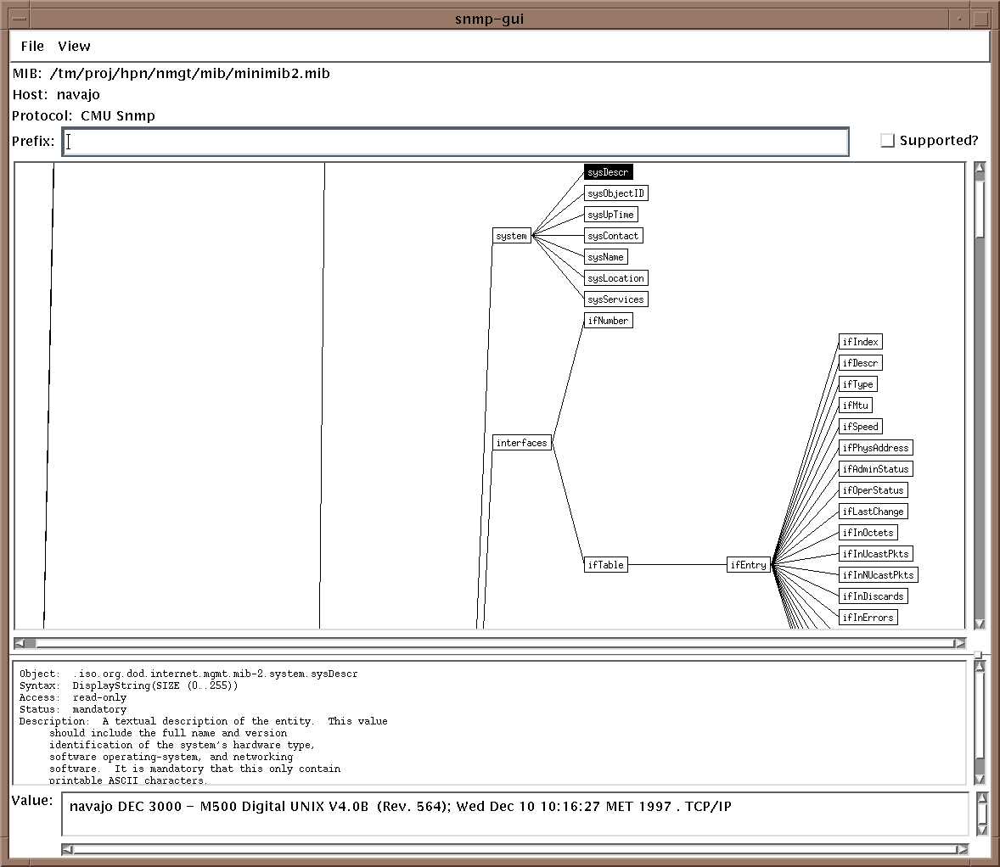 snmp-gui
File View
MIB: /tm/proj/hpn/nmgt/mib/minimib2.mib
Host: navajo
Protocol: CMU Snmp
Prefix:
Supported?
sysDescr
sysObjectID
sysUpTime
system
sysContact
sysName
sysLocation
sysServices
ifNumber
ifIndex
ifDescr
ifType
ifMtu
ifSpeed
interfaces
ifPhysAddress
ifAdminStatus
ifOperStatus
ifLastChange
ifInOctets
ifInUcastPkts
ifTable
ifEntry
ifInNUcastPkts
ifInDiscards
ifInErrors
Object: .iso.org.dod.internet.mgmt.mib-2.system.sysDescr
Syntax: DisplayString(SIZE (0..255))
Access: read-only
Status: mandatory
Description: A textual description of the entity. This value
should include the full name and version
identification of the system's hardware type,
software operating-system, and networking
software. It is mandatory that this only contain
printable ASCII characters.
Value: navajo DEC 3000 - M500 Digital UNIX V4.0B (Rev. 564); Wed Dec 10 10:16:27 MET 1997 . TCP/IP